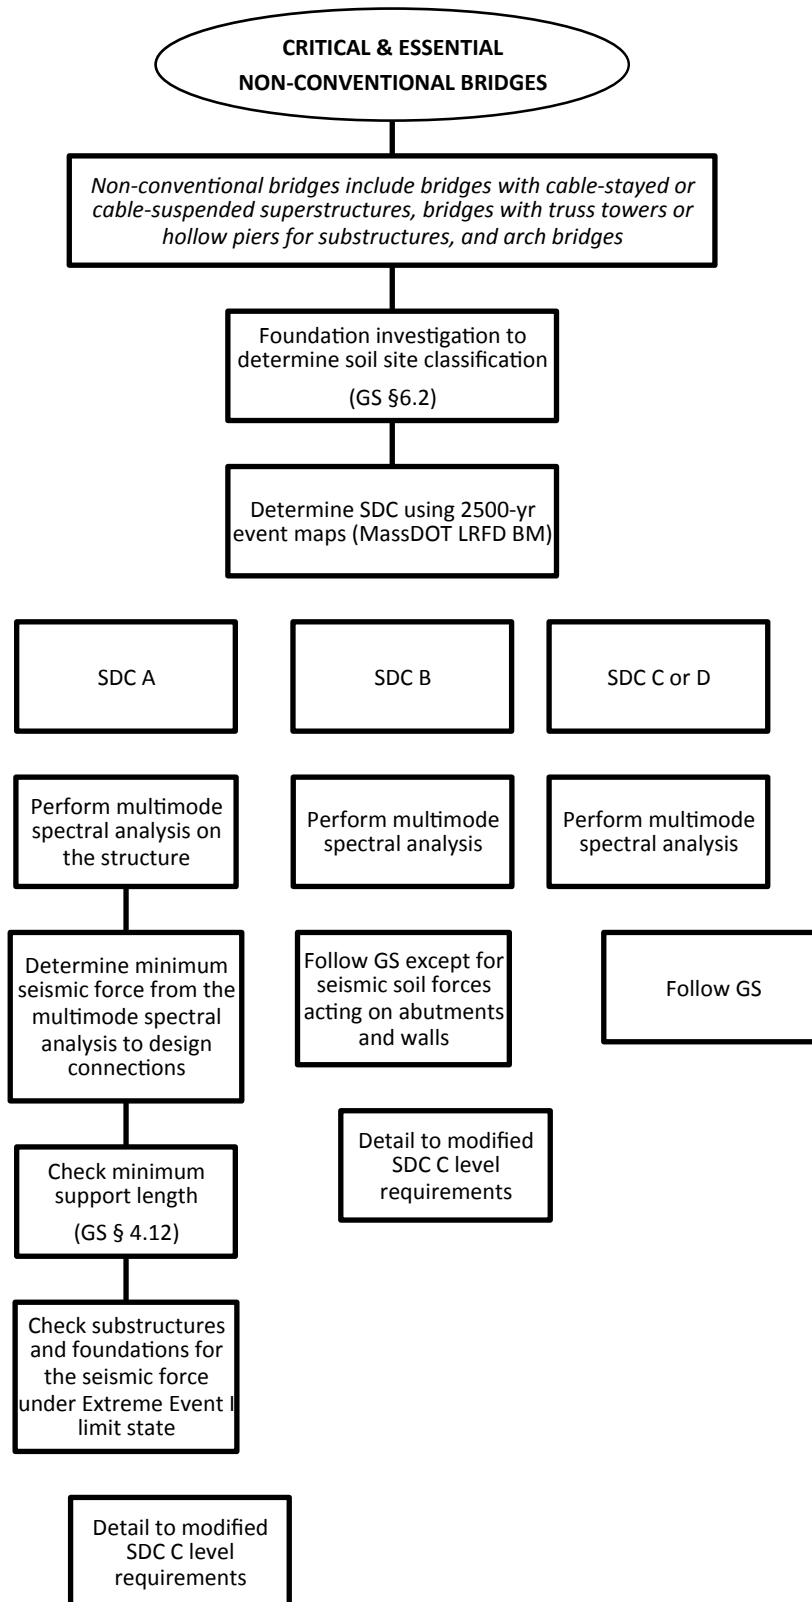 CRITICAL & ESSENTIAL
NON-CONVENTIONAL BRIDGES
Non-conventional bridges include bridges with cable-stayed or
cable-suspended superstructures, bridges with truss towers or
hollow piers for substructures, and arch bridges
Foundation investigation to
determine soil site classification
(GS §6.2)
Determine SDC using 2500-yr
event maps (MassDOT LRFD BM)
SDC A
SDC B
SDC C or D
Perform multimode
spectral analysis on
the structure
Perform multimode
spectral analysis
Perform multimode
spectral analysis
Determine minimum
seismic force from the
multimode spectral
analysis to design
connections
Follow GS except for
seismic soil forces
acting on abutments
and walls
Follow GS
Check minimum
support length
(GS § 4.12)
Detail to modified
SDC C level
requirements
Check substructures
and foundations for
the seismic force
under Extreme Event I
limit state
Detail to modified
SDC C level
requirements